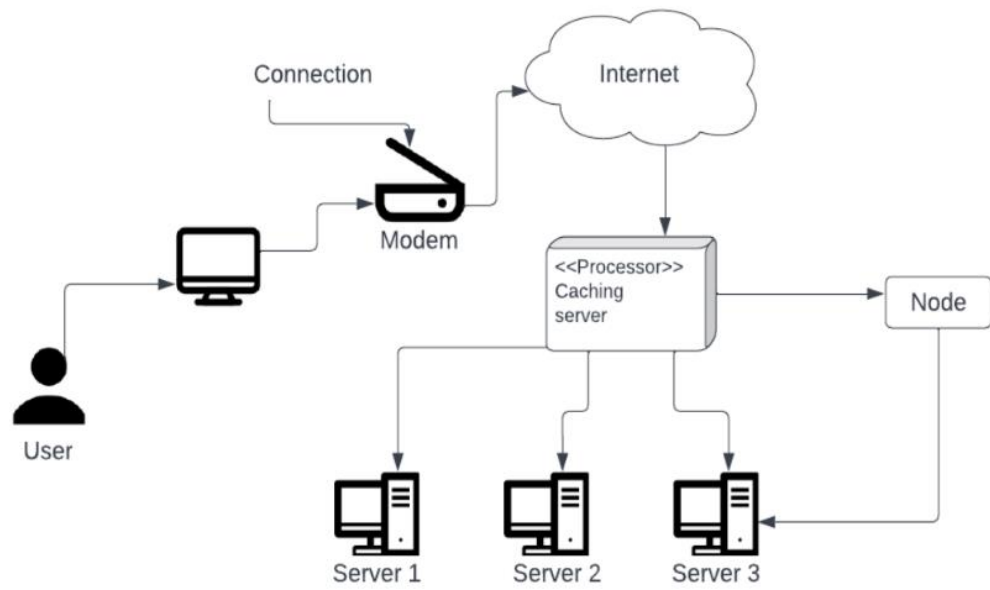 Connection
Internet
Modem
<<Processor>>
Caching
server
Node
User
Server 1
Server 2
Server 3